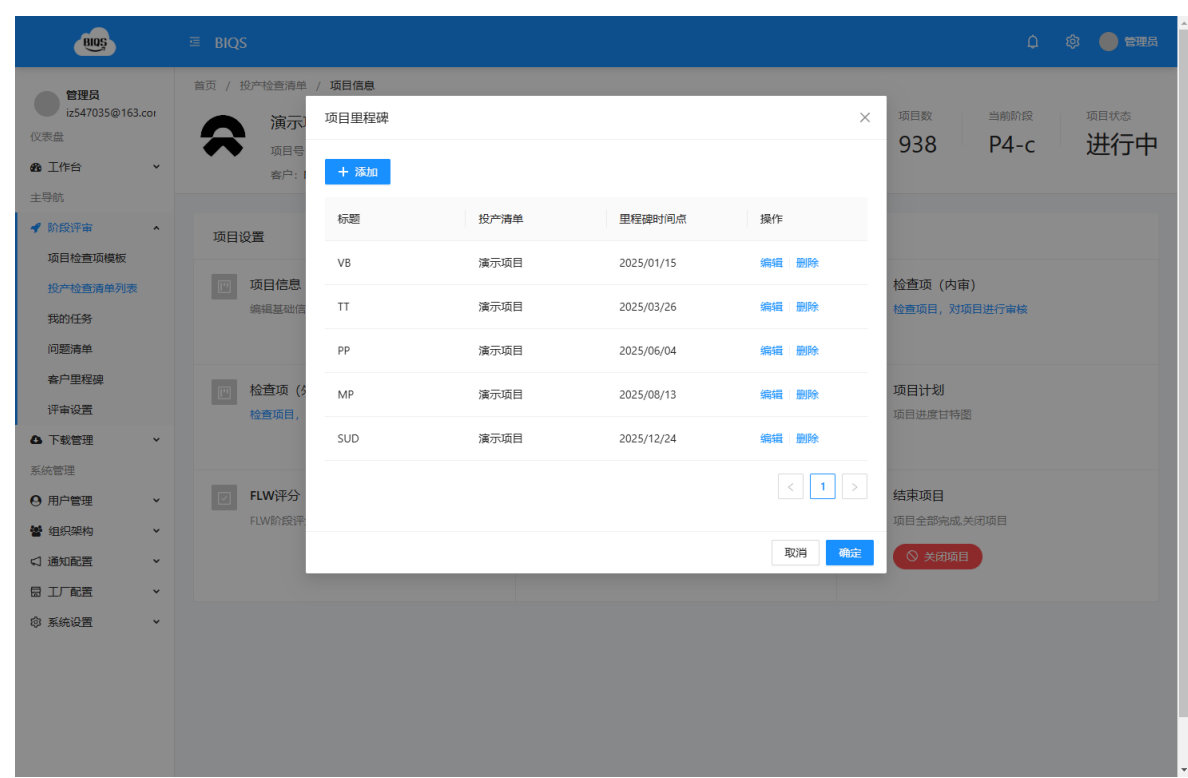 BIQS
BIQS
管理员
管理员
iz547035@163.cor
仪表盘
工作台
主导航
阶段评审
项目检查项模板
投产检查清单列表
我的任务
问题清单
客户里程碑
评审设置
下载管理
系统管理
用户管理
组织架构
通知配置
工厂配置
系统设置
首页 / 投产检查清单 / 项目信息
演示
项目号
客户：
项目数
938
当前阶段
P4-c
项目状态
进行中
项目设置
项目信息
编辑基础信
检查项（内审）
检查项目，对项目进行审核
检查项（
检查项目，
项目计划
项目进度甘特图
FLW评分
FLW阶段评
结束项目
项目全部完成,关闭项目
关闭项目
项目里程碑
+ 添加
标题 投产清单 里程碑时间点 操作
VB 演示项目 2025/01/15 编辑 删除
TT 演示项目 2025/03/26 编辑 删除
PP 演示项目 2025/06/04 编辑 删除
MP 演示项目 2025/08/13 编辑 删除
SUD 演示项目 2025/12/24 编辑 删除
< 1 >
取消 确定